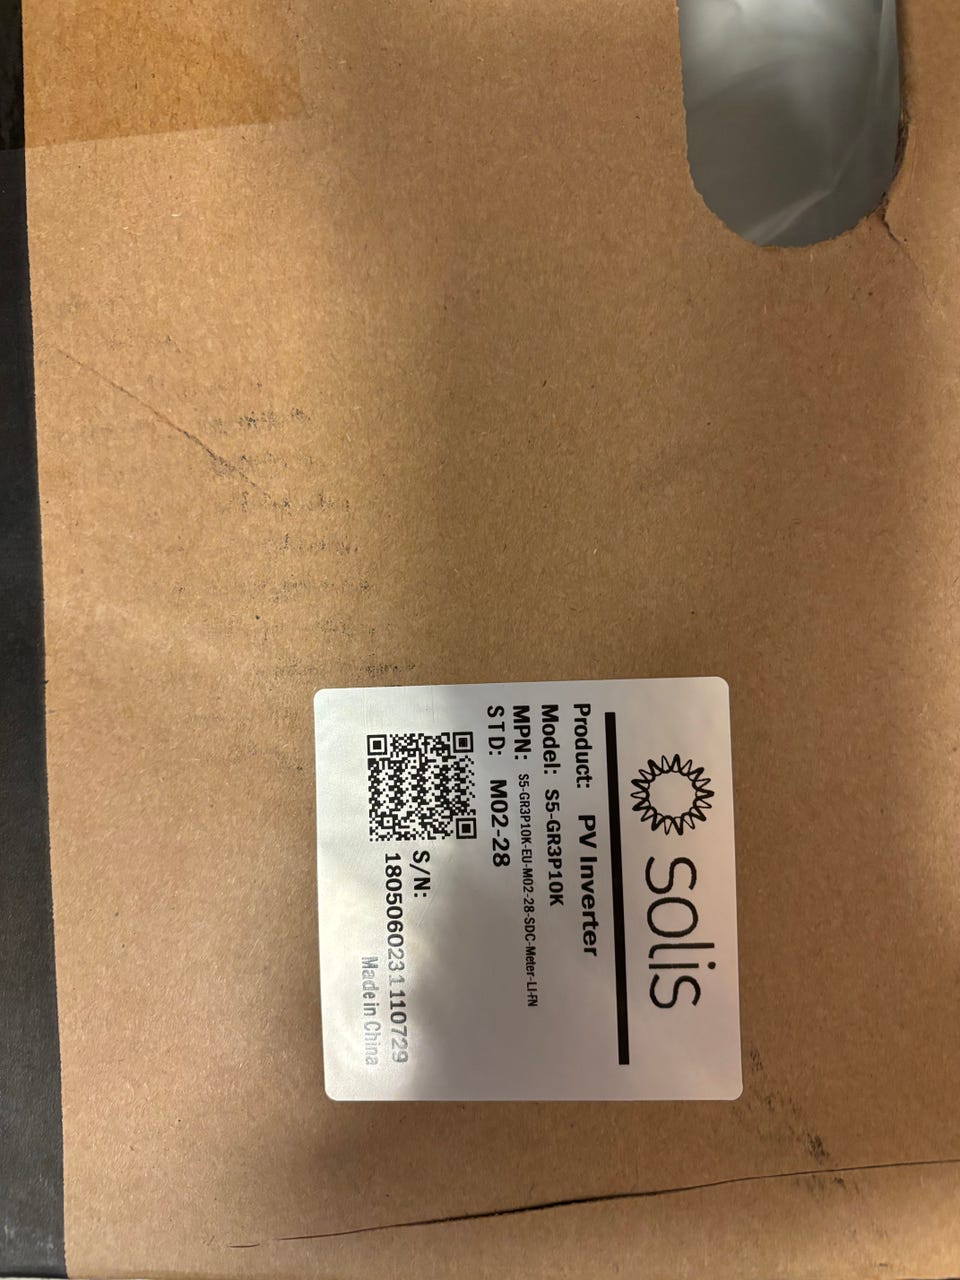 solis
Product: PV Inverter
Model: S5-GR3P10K
MPN: S5-GR3P10K-EU-M02-28-SDC-Meter-LI-FN
STD: M02-28
S/N:
1805060231110729
Made in China